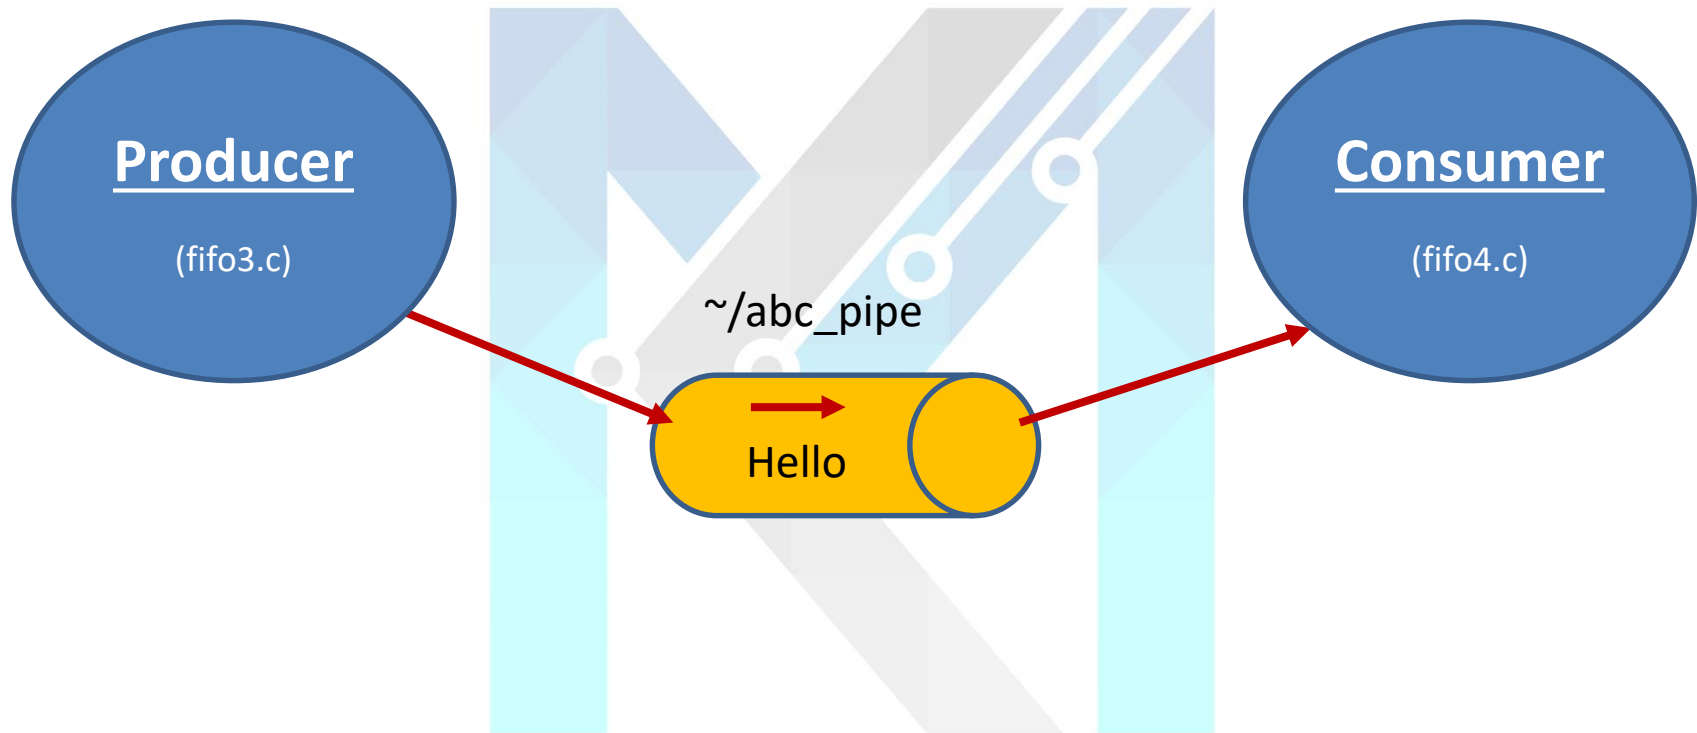 Producer
(fifo3.c)
Consumer
(fifo4.c)
~/abc_pipe
Hello